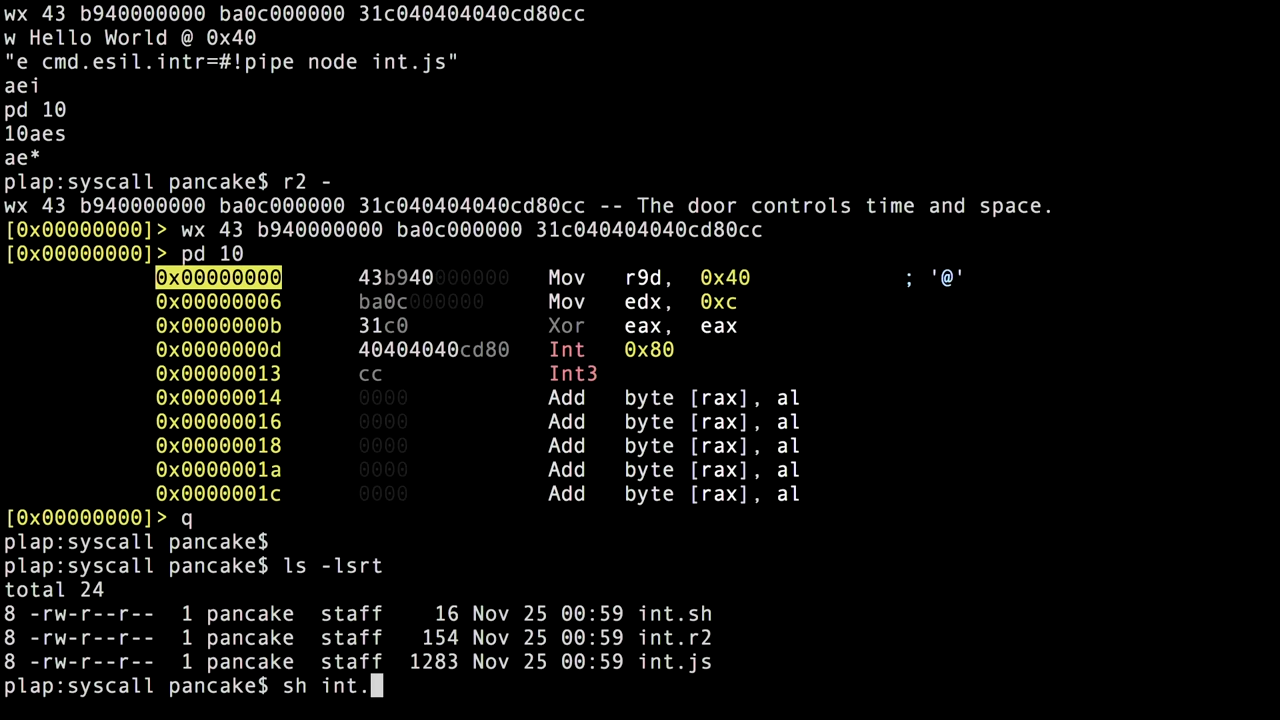 wx 43 b940000000 ba0c000000 31c040404040cd80cc
w Hello World @ 0x40
"e cmd.esil.intr=#!pipe node int.js"
aei
pd 10
10aes
ae*
plap:syscall pancake$ r2 -
wx 43 b940000000 ba0c000000 31c040404040cd80cc -- The door controls time and space.
[0x00000000]> wx 43 b940000000 ba0c000000 31c040404040cd80cc
[0x00000000]> pd 10
0x00000000 43b940000000 Mov r9d, 0x40 ; '@'
0x00000006 ba0c000000 Mov edx, 0xc
0x0000000b 31c0 Xor eax, eax
0x0000000d 40404040cd80 Int 0x80
0x00000013 cc Int3
0x00000014 0000 Add byte [rax], al
0x00000016 0000 Add byte [rax], al
0x00000018 0000 Add byte [rax], al
0x0000001a 0000 Add byte [rax], al
0x0000001c 0000 Add byte [rax], al
[0x00000000]> q
plap:syscall pancake$
plap:syscall pancake$ ls -lsrt
total 24
8 -rw-r--r-- 1 pancake staff 16 Nov 25 00:59 int.sh
8 -rw-r--r-- 1 pancake staff 154 Nov 25 00:59 int.r2
8 -rw-r--r-- 1 pancake staff 1283 Nov 25 00:59 int.js
plap:syscall pancake$ sh int.